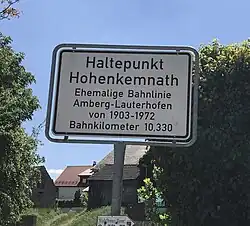 Haltepunkt
Hohenkemnath
Ehemalige Bahnlinie
Amberg-Lauterhofen
von 1903-1972
Bahnkilometer 10,330